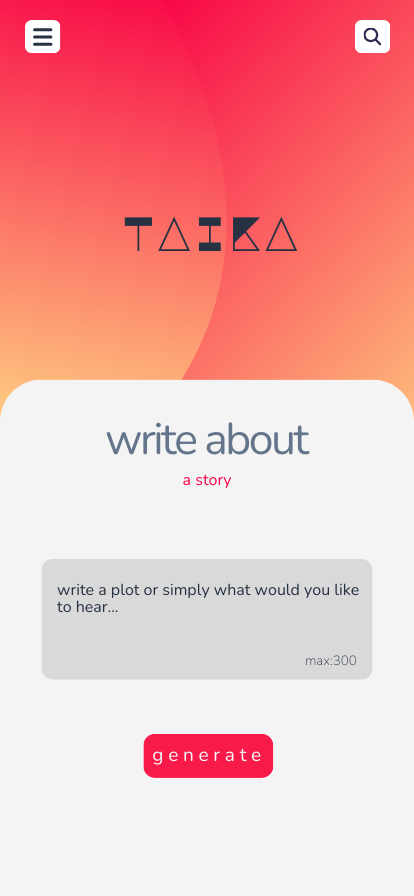 TAIKA
write about
a story
write a plot or simply what would you like
to hear...
max:300
generate